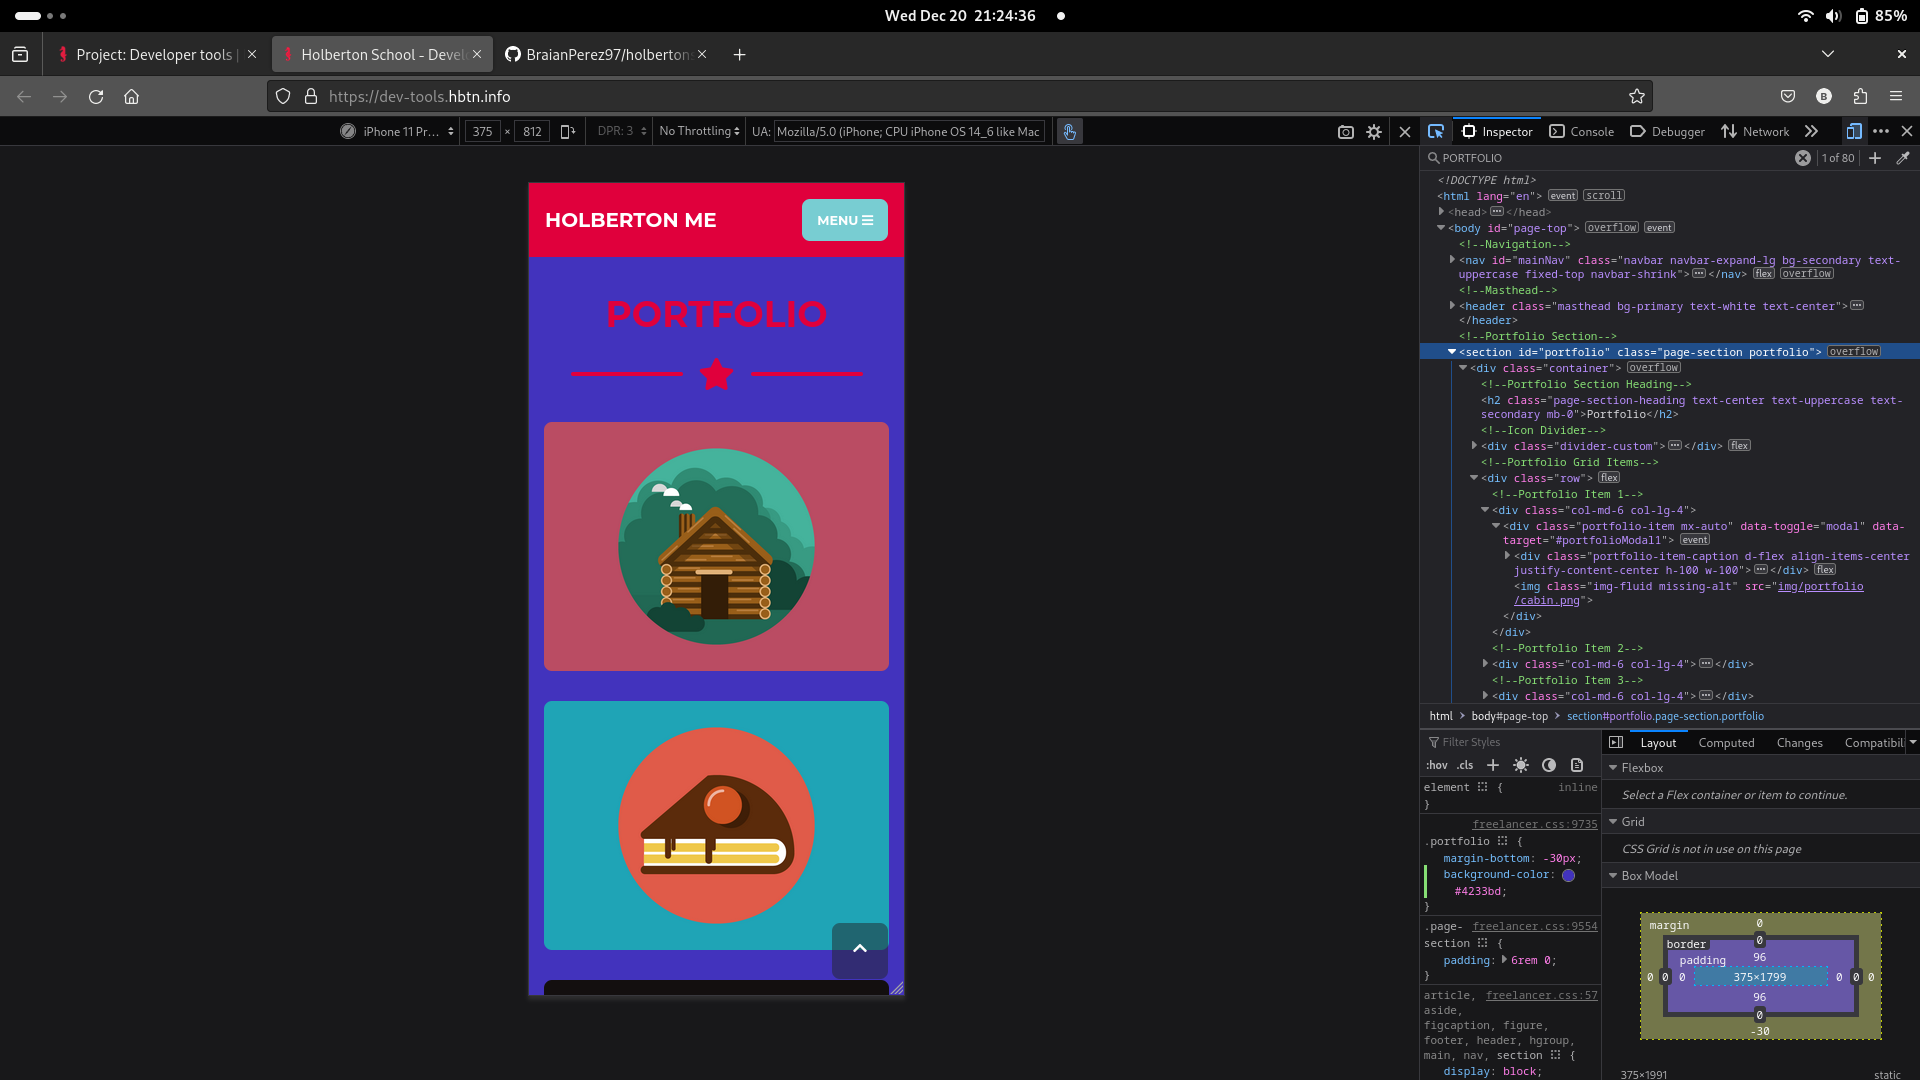 Wed Dec 20 21:24:36
85%
Project: Developer tools |
Holberton School - Devel
BraianPerez97/holberton
https://dev-tools.hbtn.info
B
iPhone 11 Pr...
375 × 812
DPR: 3
No Throttling
UA: Mozilla/5.0 (iPhone; CPU iPhone OS 14_6 like Mac
Inspector
Console
Debugger
Network
PORTFOLIO
1 of 80
HOLBERTON ME
MENU
PORTFOLIO
<!DOCTYPE html>
<html lang="en"> event scroll
<head> ... </head>
<body id="page-top"> overflow event
<!--Navigation-->
<nav id="mainNav" class="navbar navbar-expand-lg bg-secondary text-
uppercase fixed-top navbar-shrink"> ... </nav> flex overflow
<!--Masthead-->
<header class="masthead bg-primary text-white text-center"> ...
</header>
<!--Portfolio Section-->
<section id="portfolio" class="page-section portfolio"> overflow
<div class="container"> overflow
<!--Portfolio Section Heading-->
<h2 class="page-section-heading text-center text-uppercase text-
secondary mb-0">Portfolio</h2>
<!--Icon Divider-->
<div class="divider-custom"> ... </div> flex
<!--Portfolio Grid Items-->
<div class="row"> flex
<!--Portfolio Item 1-->
<div class="col-md-6 col-lg-4">
<div class="portfolio-item mx-auto" data-toggle="modal" data-
target="#portfolioModal1"> event
<div class="portfolio-item-caption d-flex align-items-center
justify-content-center h-100 w-100"> ... </div> flex
<img class="img-fluid missing-alt" src="img/portfolio
/cabin.png">
</div>
</div>
<!--Portfolio Item 2-->
<div class="col-md-6 col-lg-4"> ... </div>
<!--Portfolio Item 3-->
<div class="col-md-6 col-lg-4"> ... </div>
html > body#page-top > section#portfolio.page-section.portfolio
Filter Styles
:hov .cls
element { inline
}
freelancer.css:9735
.portfolio {
margin-bottom: -30px;
background-color:
#4233bd;
}
.page- freelancer.css:9554
section {
padding: 6rem 0;
}
article, freelancer.css:57
aside,
figcaption, figure,
footer, header, hgroup,
main, nav, section {
display: block;
Layout
Computed
Changes
Compatibil
Flexbox
Select a Flex container or item to continue.
Grid
CSS Grid is not in use on this page
Box Model
margin 0
border 0
padding 96
0 0 0 375×1799 0 0 0
96
0
-30
375×1991 static